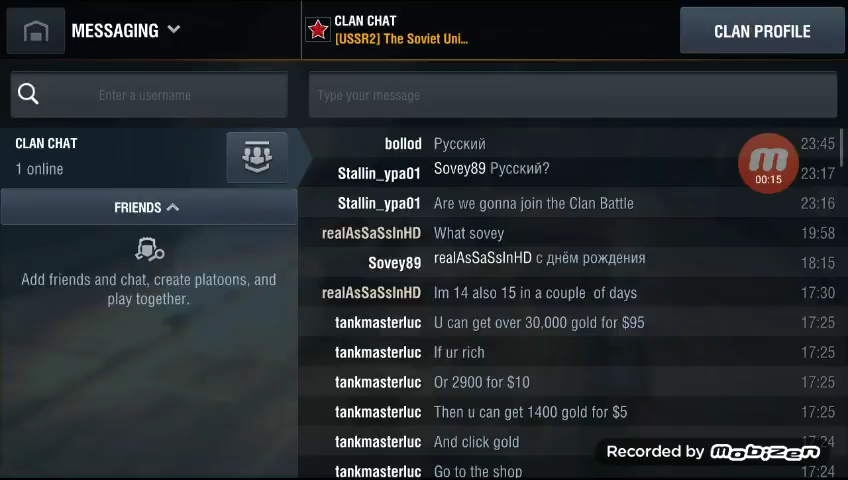 MESSAGING
CLAN CHAT
[USSR2] The Soviet Uni...
CLAN PROFILE
Enter a username
Type your message
CLAN CHAT
1 online
FRIENDS
Add friends and chat, create platoons, and
play together.
bollod Русский 23:45
Stallin_ypa01 Sovey89 Русский? 23:17
Stallin_ypa01 Are we gonna join the Clan Battle 23:16
realAsSaSsInHD What sovey 19:58
Sovey89 realAsSaSsInHD с днём рождения 18:15
realAsSaSsInHD Im 14 also 15 in a couple of days 17:30
tankmasterluc U can get over 30,000 gold for $95 17:25
tankmasterluc If ur rich 17:25
tankmasterluc Or 2900 for $10 17:25
tankmasterluc Then u can get 1400 gold for $5 17:25
tankmasterluc And click gold 17:24
tankmasterluc Go to the shop 17:24
00:15
Recorded by mobizen